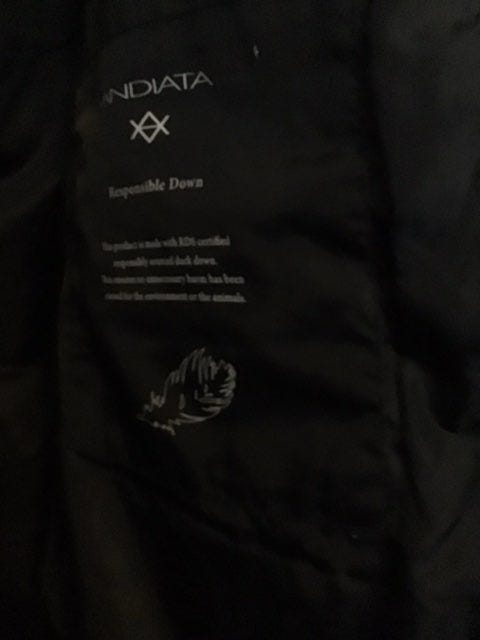 ANDIATA
Responsible Down
This product is made with RDS certified
responsibly sourced duck down.
This ensures no unnecessary harm has been
caused for the environment or the animals.